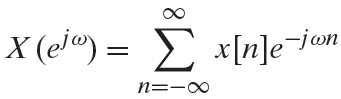 X(e^{jω}) = ∑_{n=-∞}^{∞} x[n]e^{-jωn}